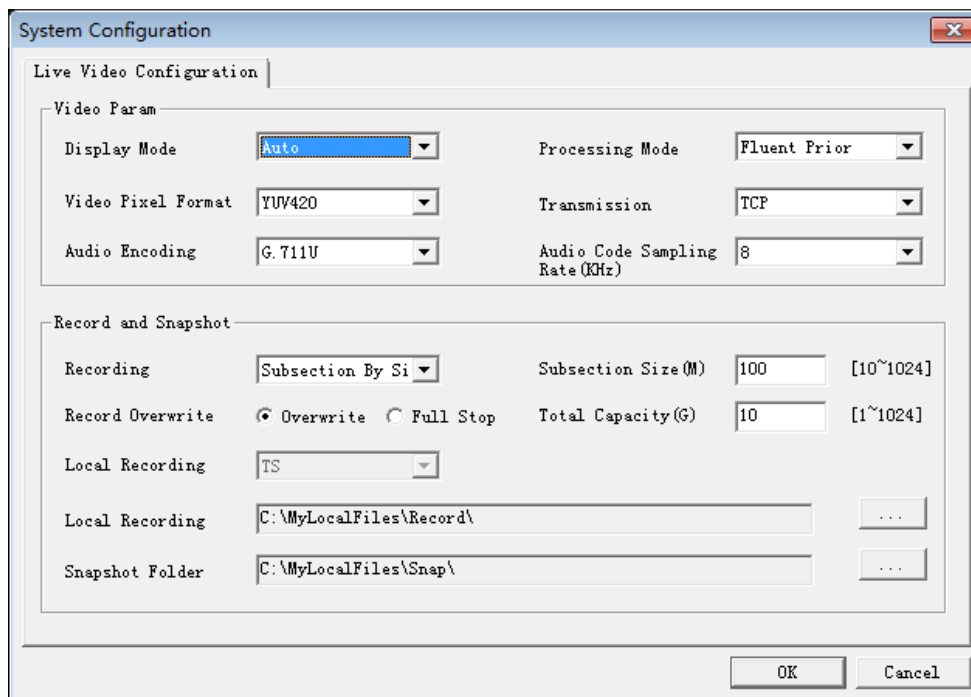 System Configuration
Live Video Configuration
Video Param
Display Mode Auto Processing Mode Fluent Prior
Video Pixel Format YUV420 Transmission TCP
Audio Encoding G.711U Audio Code Sampling Rate(KHz) 8
Record and Snapshot
Recording Subsection By Si Subsection Size(M) 100 [10~1024]
Record Overwrite Overwrite Full Stop Total Capacity(G) 10 [1~1024]
Local Recording TS
Local Recording C:\MyLocalFiles\Record\ ...
Snapshot Folder C:\MyLocalFiles\Snap\ ...
OK Cancel